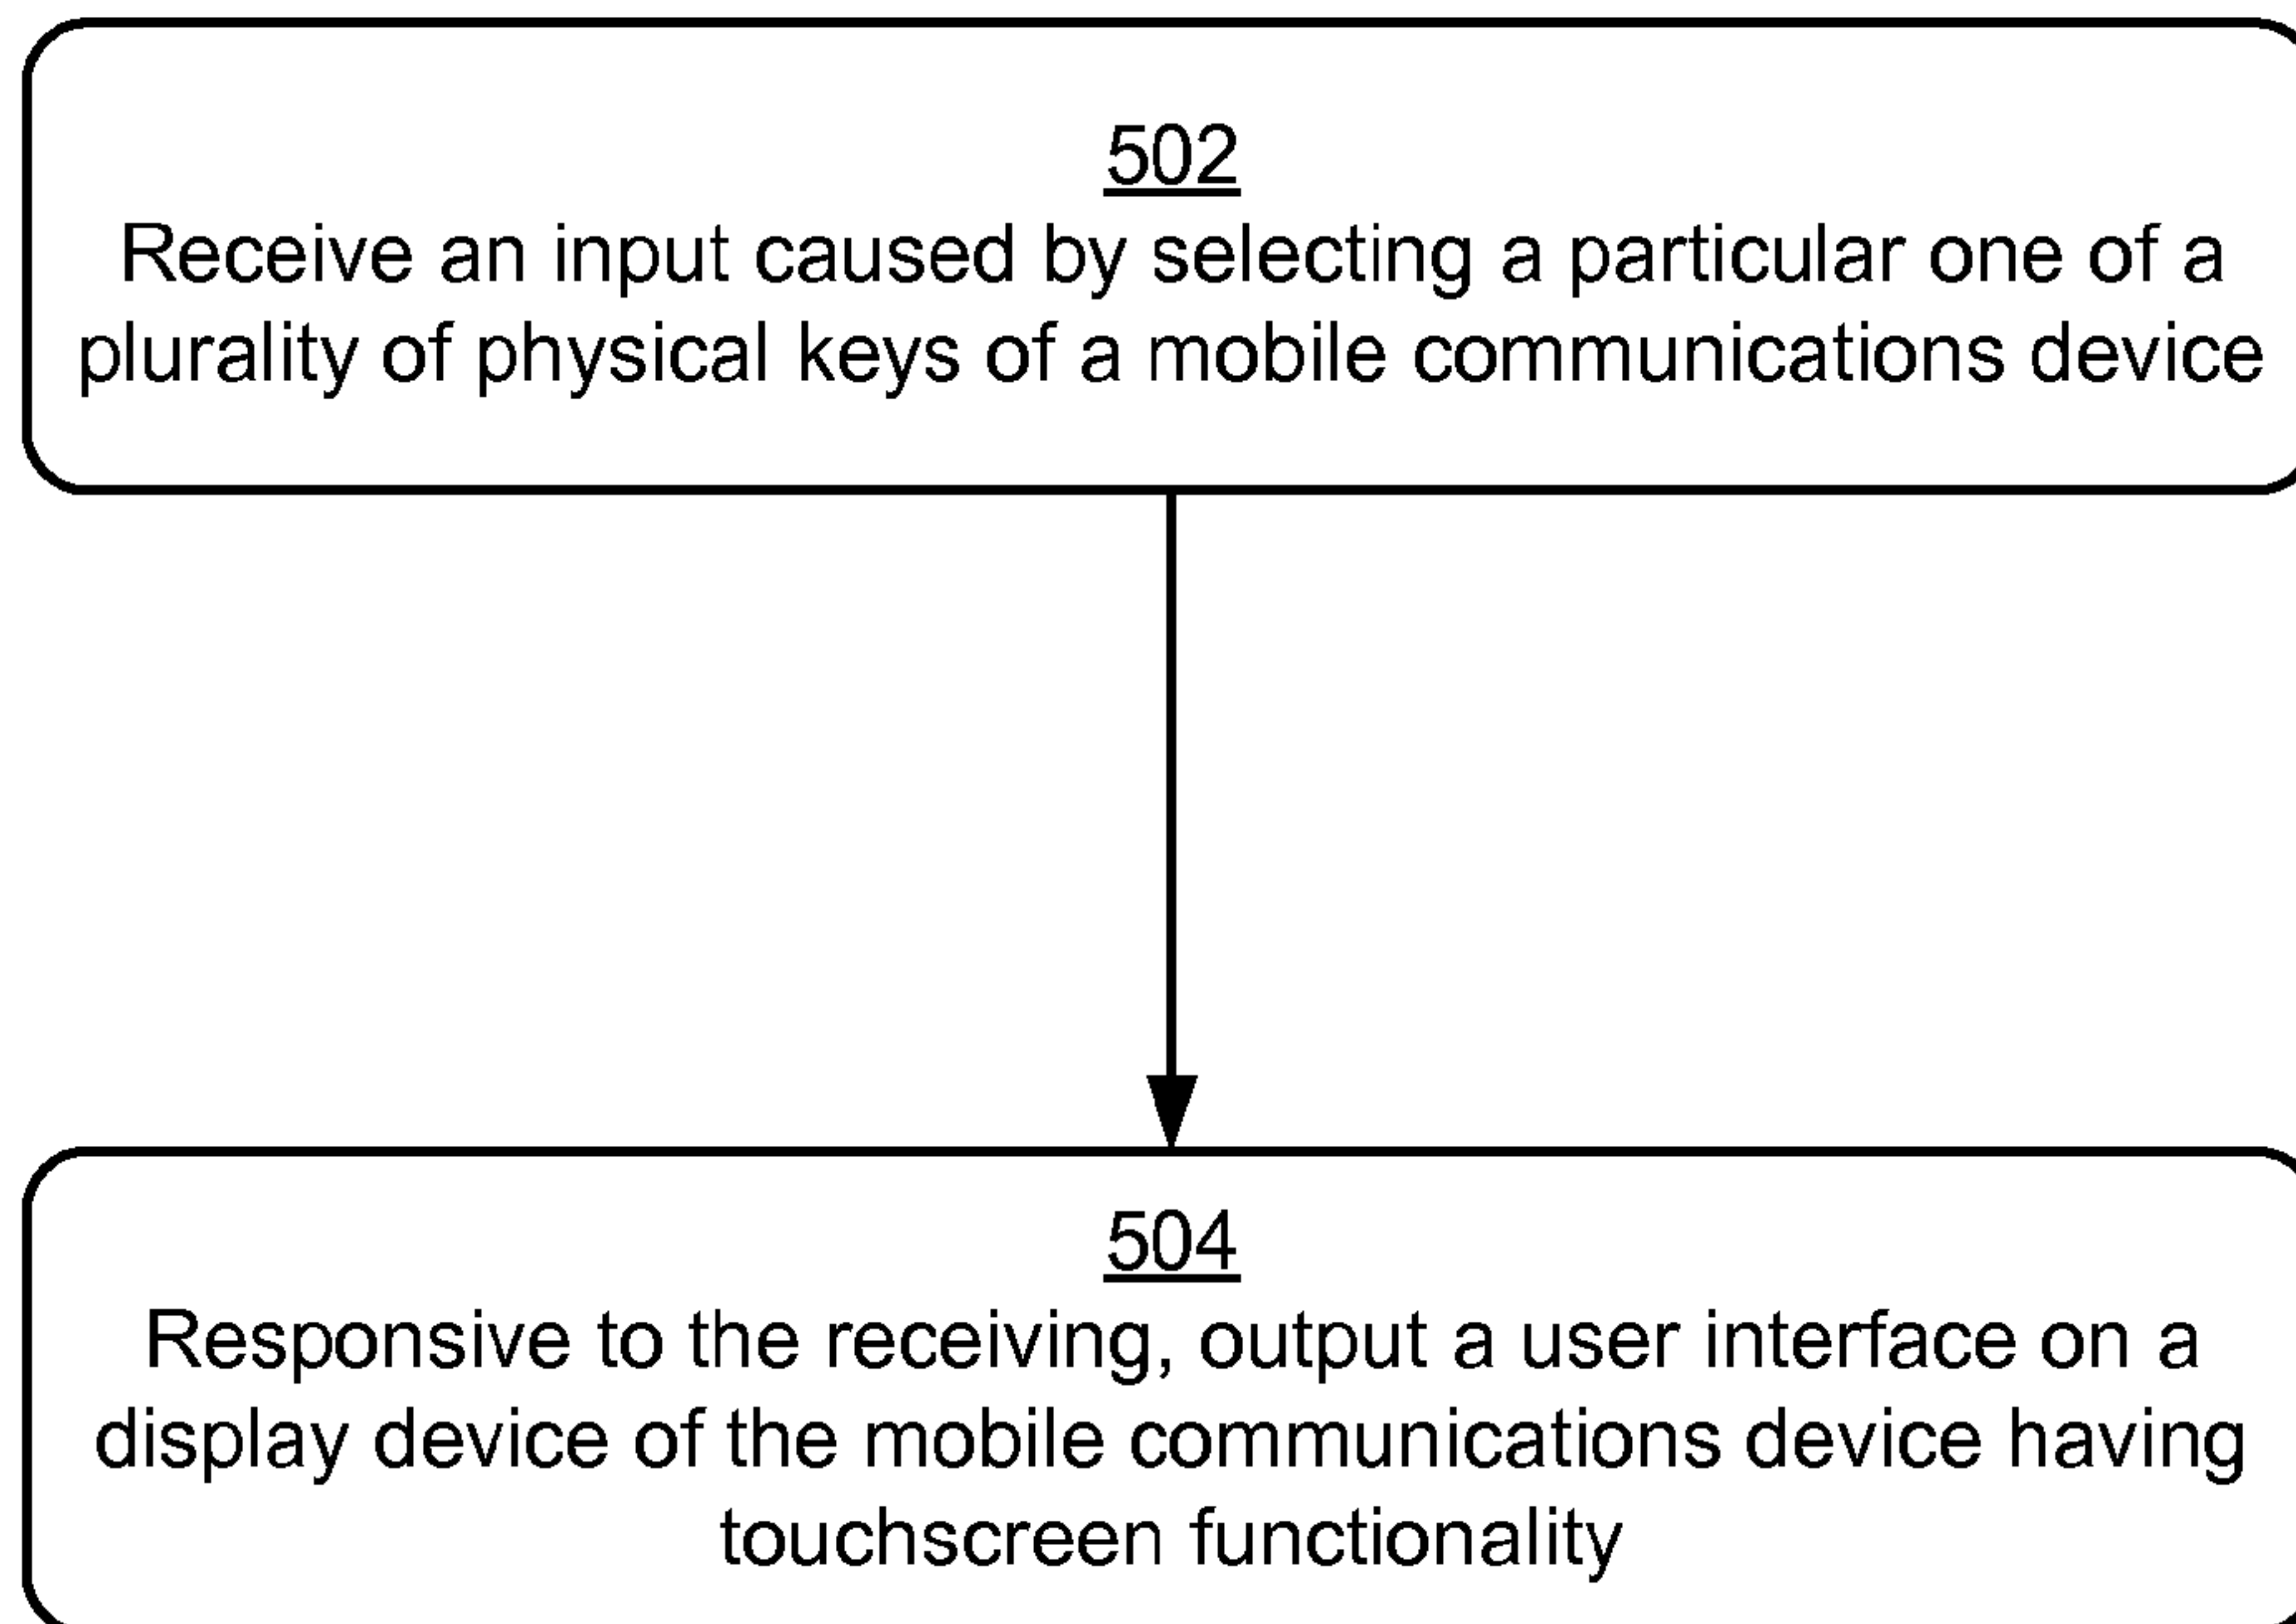 502
Receive an input caused by selecting a particular one of a
plurality of physical keys of a mobile communications device
504
Responsive to the receiving, output a user interface on a
display device of the mobile communications device having
touchscreen functionality